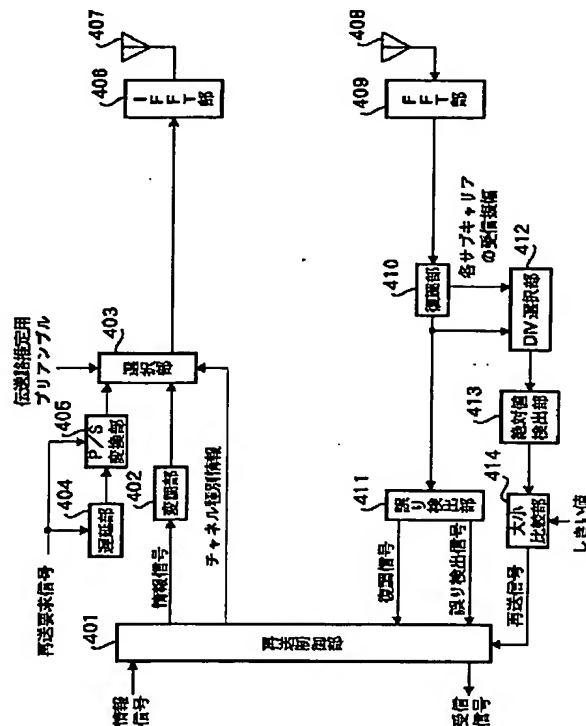 407
408
406
IFFT部
409
FFT部
伝送路推定用
プリアンブル
403
選択部
405
P/S
変換部
404
遅延部
402
変調部
再送要求信号
情報信号
チャネル種別情報
410
復調部
各サブキャリア
の受信振幅
412
DIV選択部
413
絶対値
検出部
414
大小
比較部
しきい値
411
誤り検出部
復調信号
誤り検出信号
再送信号
401
再送制御部
情報
信号
受信
信号